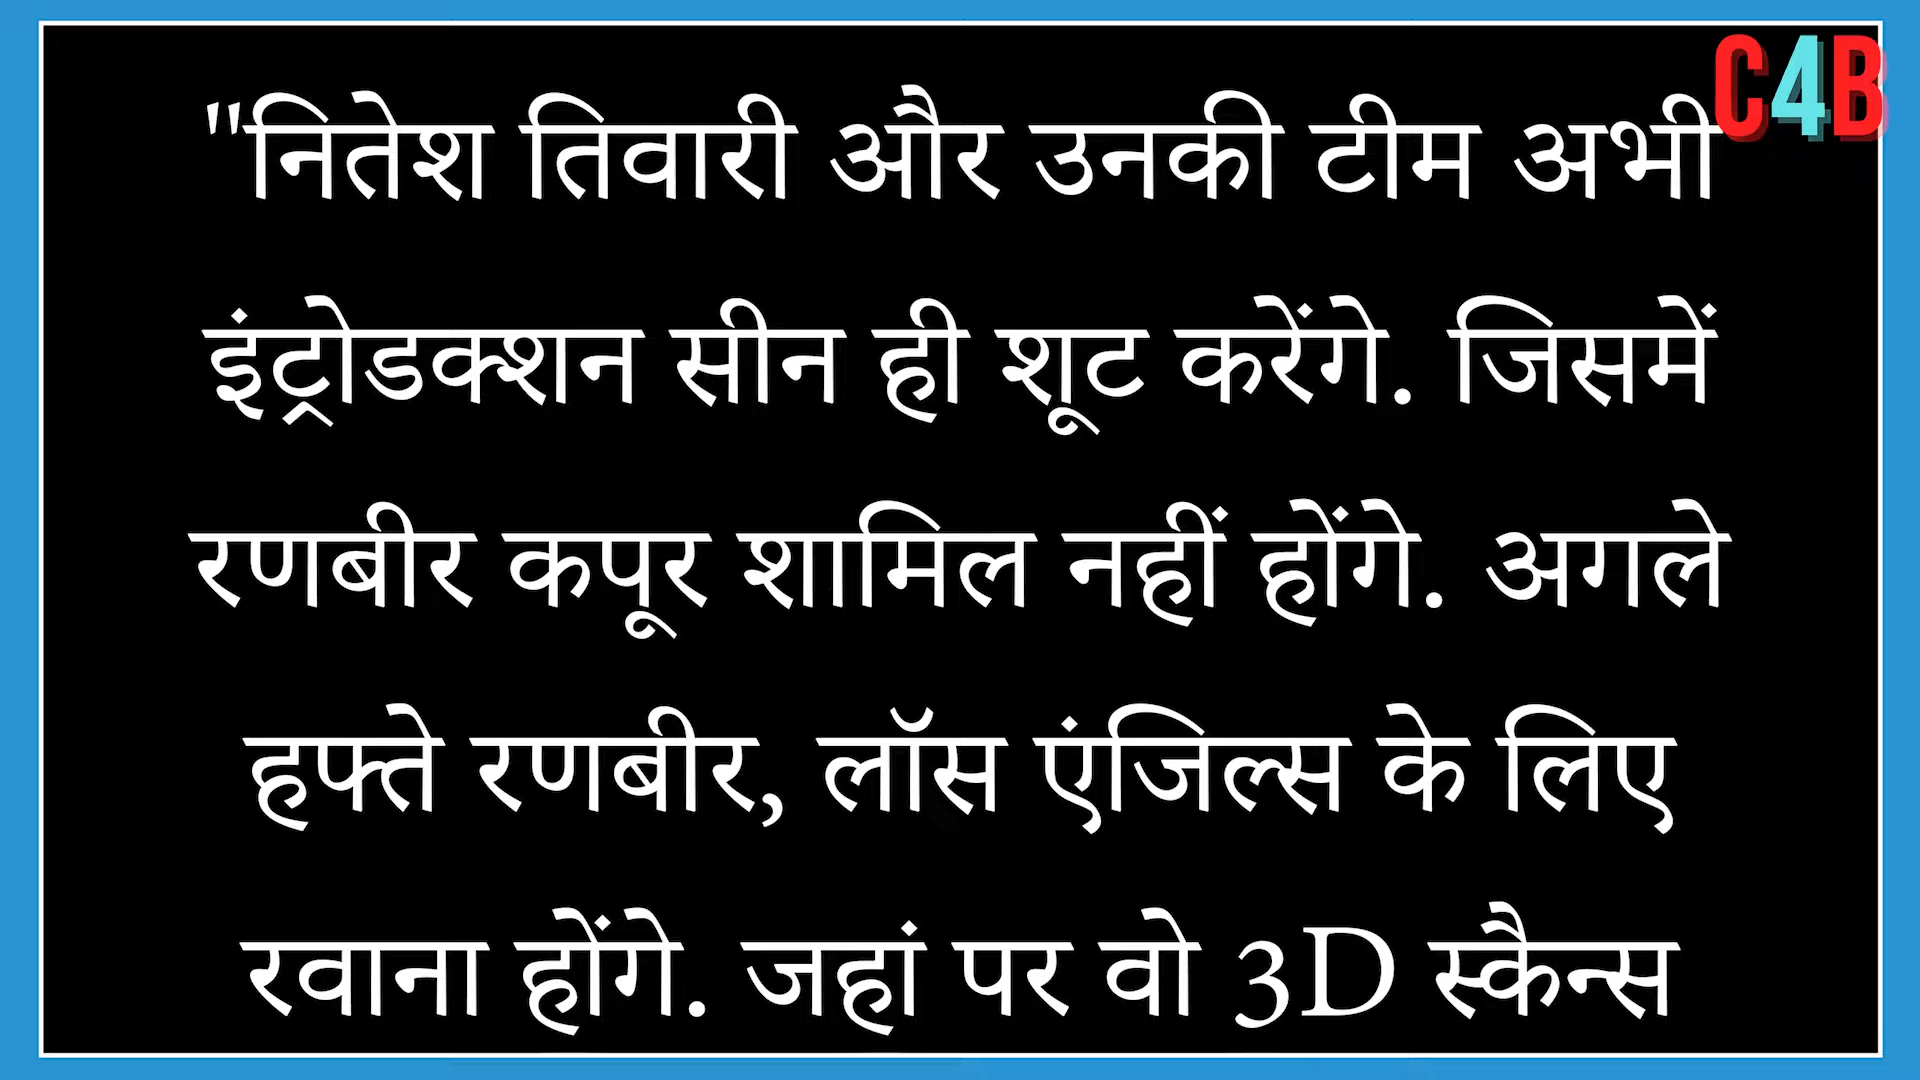 C4B
"नितेश तिवारी और उनकी टीम अभी
इंट्रोडक्शन सीन ही शूट करेंगे. जिसमें
रणबीर कपूर शामिल नहीं होंगे. अगले
हफ्ते रणबीर, लॉस एंजिल्स के लिए
रवाना होंगे. जहां पर वो 3D स्कैन्स